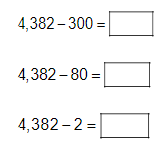 4,382 – 300 =
4,382 – 80 =
4,382 – 2 =